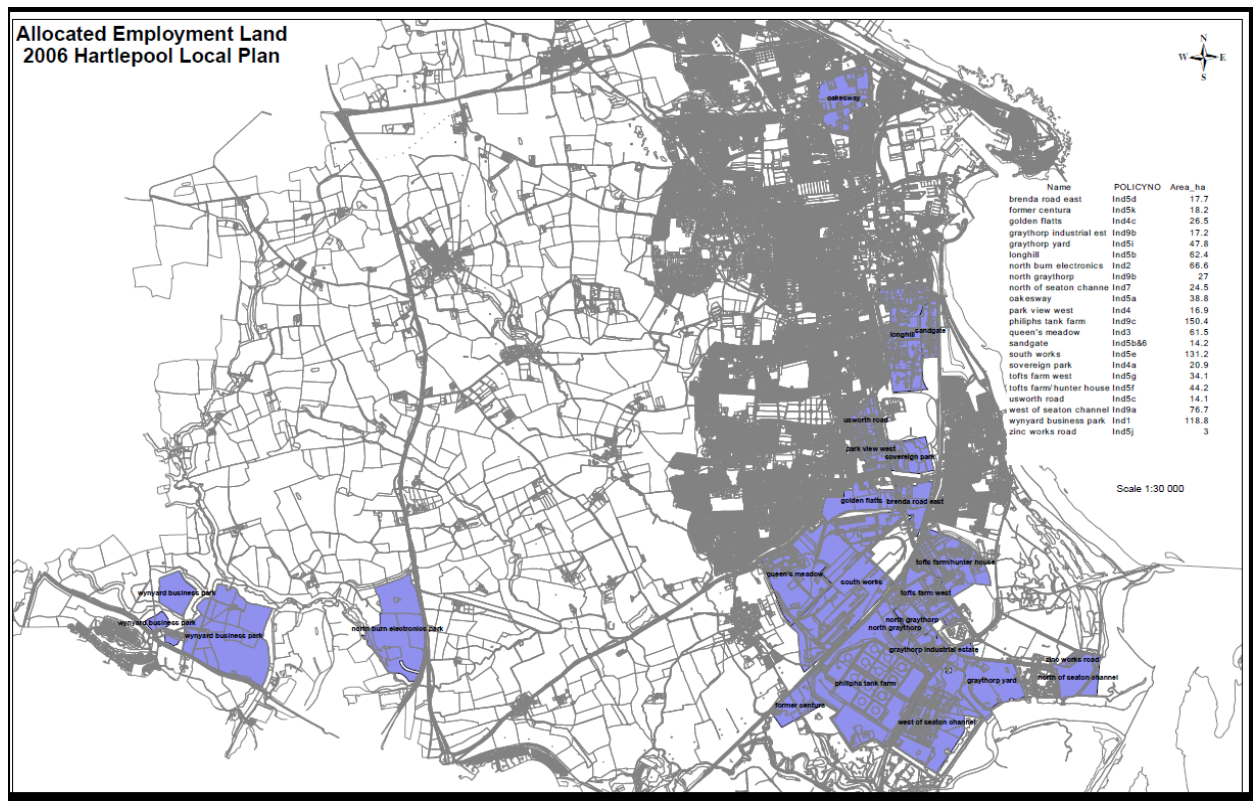 Allocated Employment Land
2006 Hartlepool Local Plan
N
W E
S
oakesway
Name POLICYNO Area_ha
brenda road east Ind5d 17.7
former centura Ind5k 18.2
golden flatts Ind4c 26.5
graythorp industrial est Ind9b 17.2
graythorp yard Ind5i 47.8
longhill Ind5b 62.4
north burn electronics Ind2 66.6
north graythorp Ind9b 27
north of seaton channe Ind7 24.5
oakesway Ind5a 38.8
park view west Ind4 16.9
philiphs tank farm Ind9c 150.4
queen's meadow Ind3 61.5
sandgate Ind5b&6 14.2
south works Ind5e 131.2
sovereign park Ind4a 20.9
tofts farm west Ind5g 34.1
tofts farm/ hunter house Ind5f 44.2
usworth road Ind5c 14.1
west of seaton channel Ind9a 76.7
wynyard business park Ind1 118.8
zinc works road Ind5j 3
Scale 1:30 000
sandgate
longhill
usworth road
park view west
sovereign park
golden flatts
brenda road east
tofts farm/hunter house
queen's meadow
south works
tofts farm west
wynyard business park
wynyard business park
wynyard business park
north burn electronics park
north graythorp
north graythorp
graythorp industrial estate
zinc works road
north of seaton channel
graythorp yard
philiphs tank farm
former centura
west of seaton channel